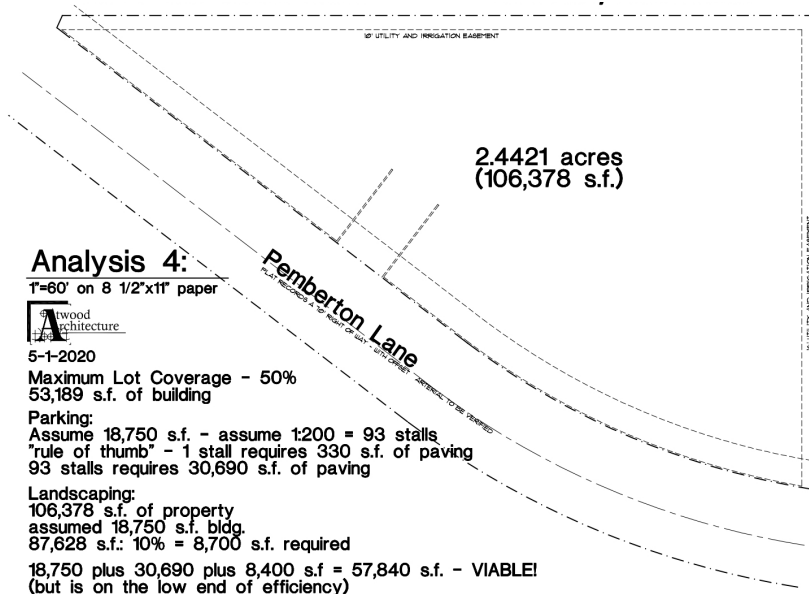 10' UTILITY AND IRRIGATION EASEMENT
2.4421 acres
(106,378 s.f.)
Analysis 4:
1"=60' on 8 1/2"x11" paper
Atwood
Architecture
5-1-2020
Pemberton Lane
PLAT RECORDS A 70' RIGHT OF WAY - WITH OFFSET ARTERIAL TO BE VERIFIED
Maximum Lot Coverage - 50%
53,189 s.f. of building
Parking:
Assume 18,750 s.f. - assume 1:200 = 93 stalls
"rule of thumb" - 1 stall requires 330 s.f. of paving
93 stalls requires 30,690 s.f. of paving
Landscaping:
106,378 s.f. of property
assumed 18,750 s.f. bldg.
87,628 s.f.: 10% = 8,700 s.f. required
18,750 plus 30,690 plus 8,400 s.f = 57,840 s.f. - VIABLE!
(but is on the low end of efficiency)